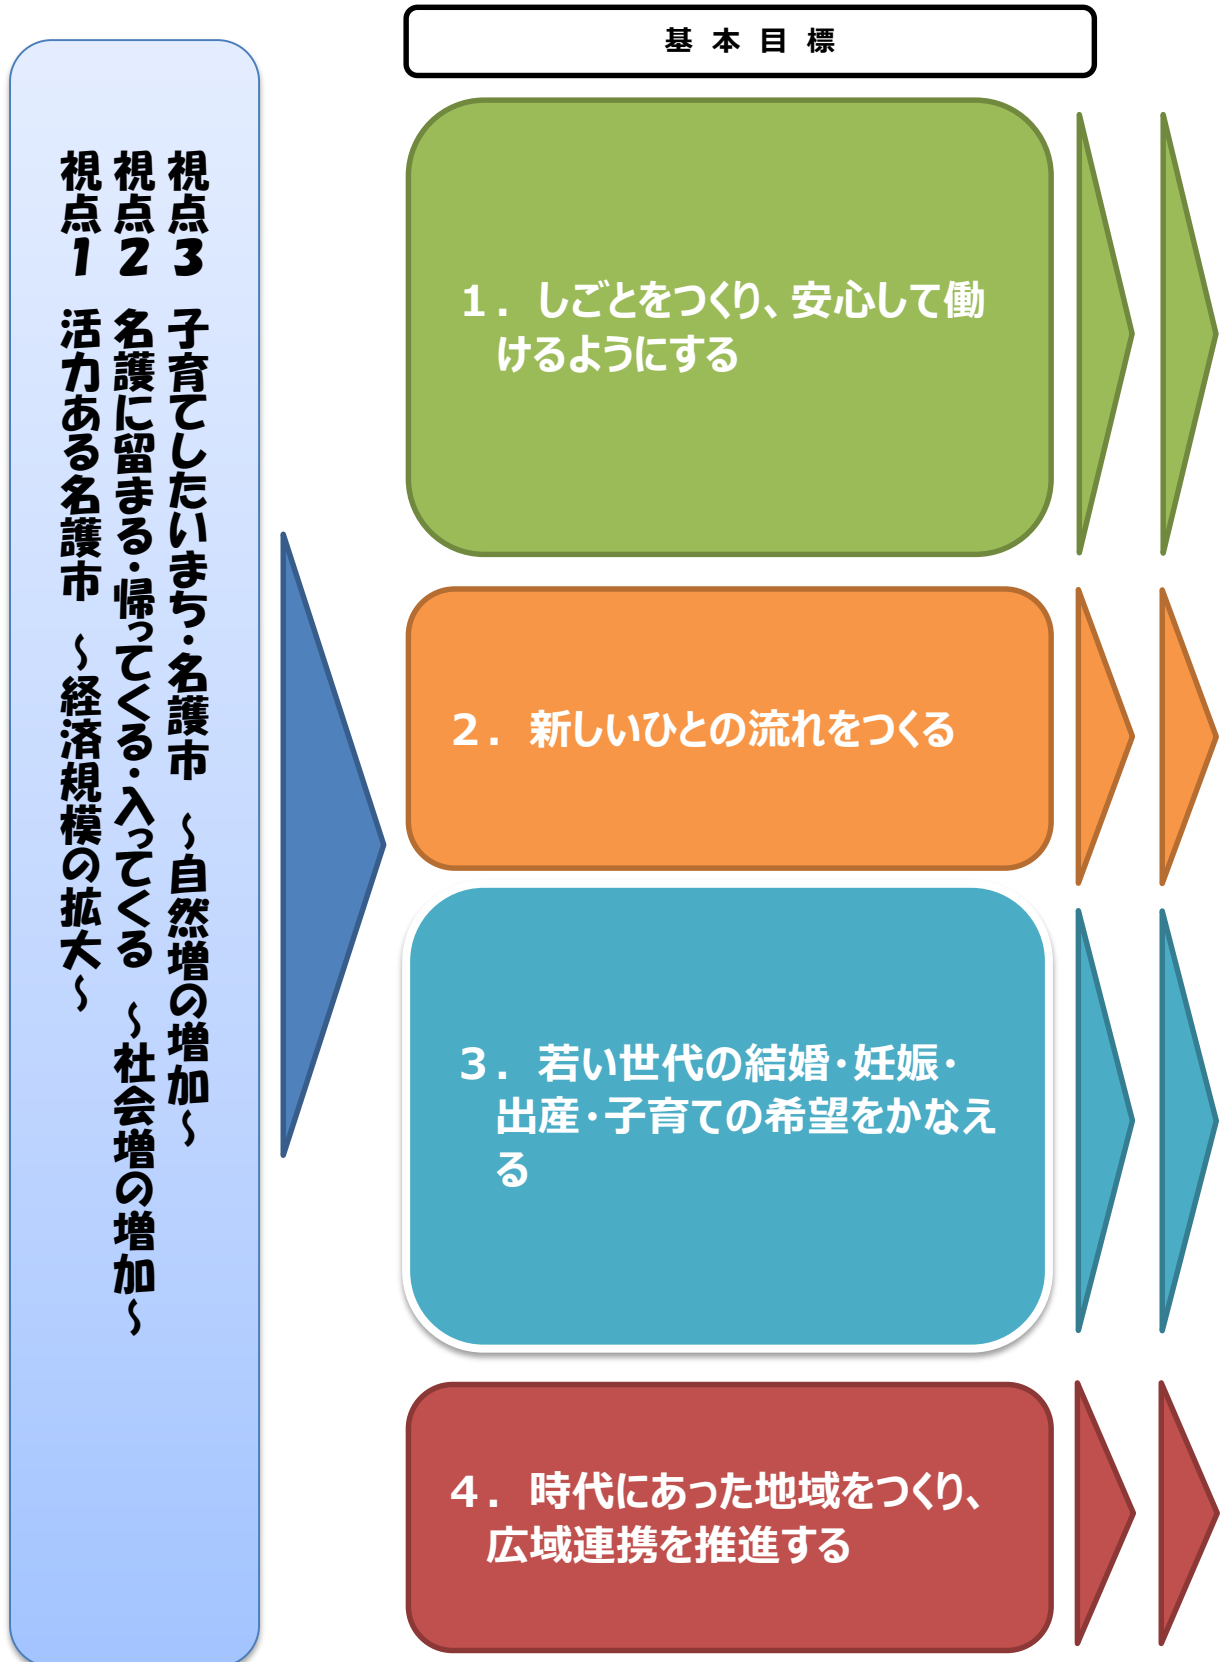 基本目標
視点3 子育てしたいまち・名護市 ～自然増の増加～
視点2 名護に留まる・帰ってくる・入ってくる ～社会増の増加～
視点1 活力ある名護市 ～経済規模の拡大～
１．しごとをつくり、安心して働
けるようにする
２．新しいひとの流れをつくる
３．若い世代の結婚・妊娠・
出産・子育ての希望をかなえ
る
４．時代にあった地域をつくり、
広域連携を推進する